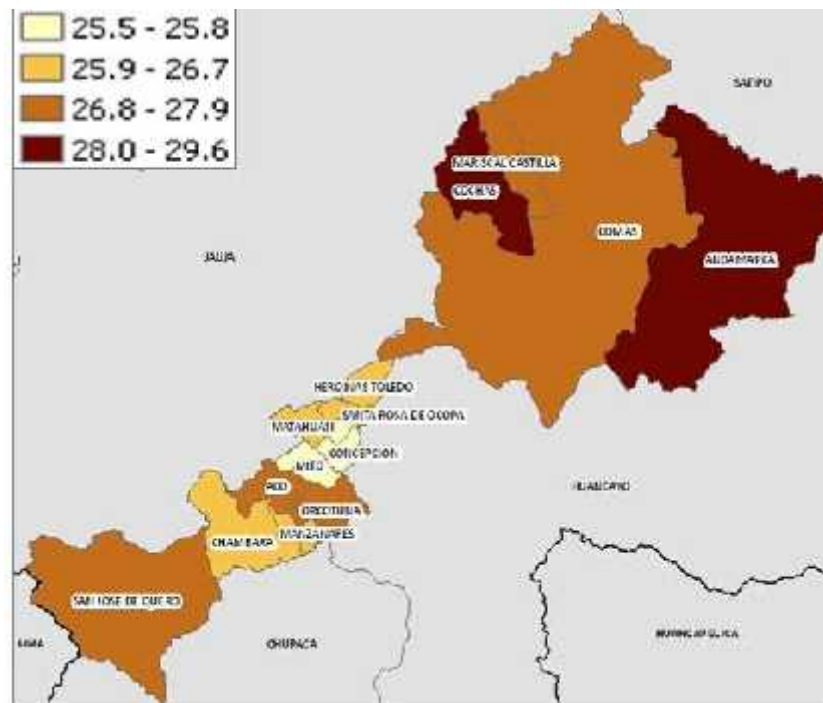 25.5 - 25.8
25.9 - 26.7
26.8 - 27.9
28.0 - 29.6
SATIPO
MARISCAL CASTILLA
COCHAS
COMAS
JAUJA
ANDAMARCA
HEROINAS TOLEDO
SANTA ROSA DE OCOPA
MATAHUASI
CONCEPCION
MITO
ACO
HUANCAYO
ORCOTUNA
MANZANARES
CHAMBARA
SAN JOSE DE QUERO
LIMA
CHUPACA
HUANCAVELICA